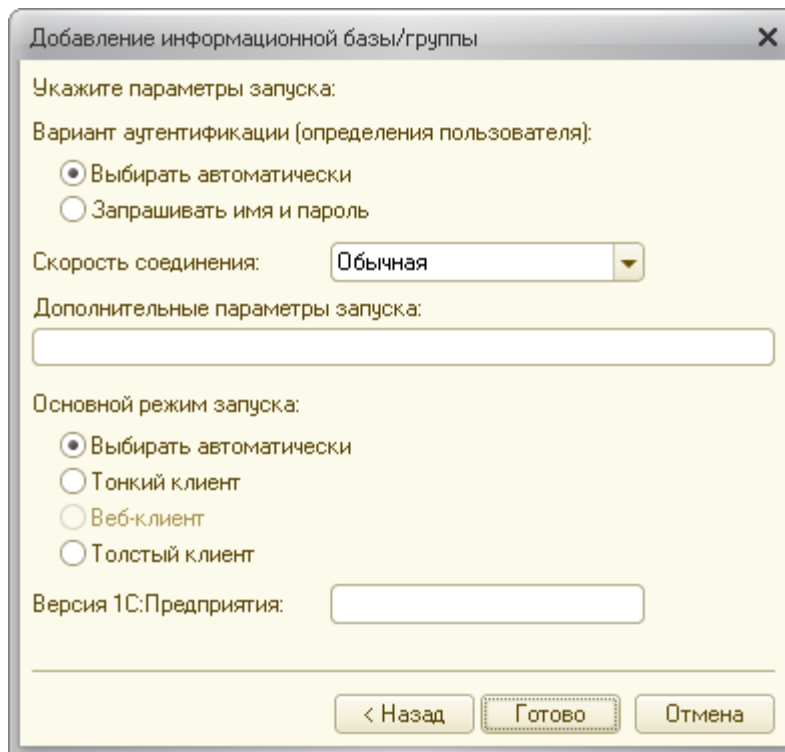 Добавление информационной базы/группы
Укажите параметры запуска:
Вариант аутентификации (определения пользователя):
Выбирать автоматически
Запрашивать имя и пароль
Скорость соединения: Обычная
Дополнительные параметры запуска:
Основной режим запуска:
Выбирать автоматически
Тонкий клиент
Веб-клиент
Толстый клиент
Версия 1С:Предприятия:
< Назад Готово Отмена